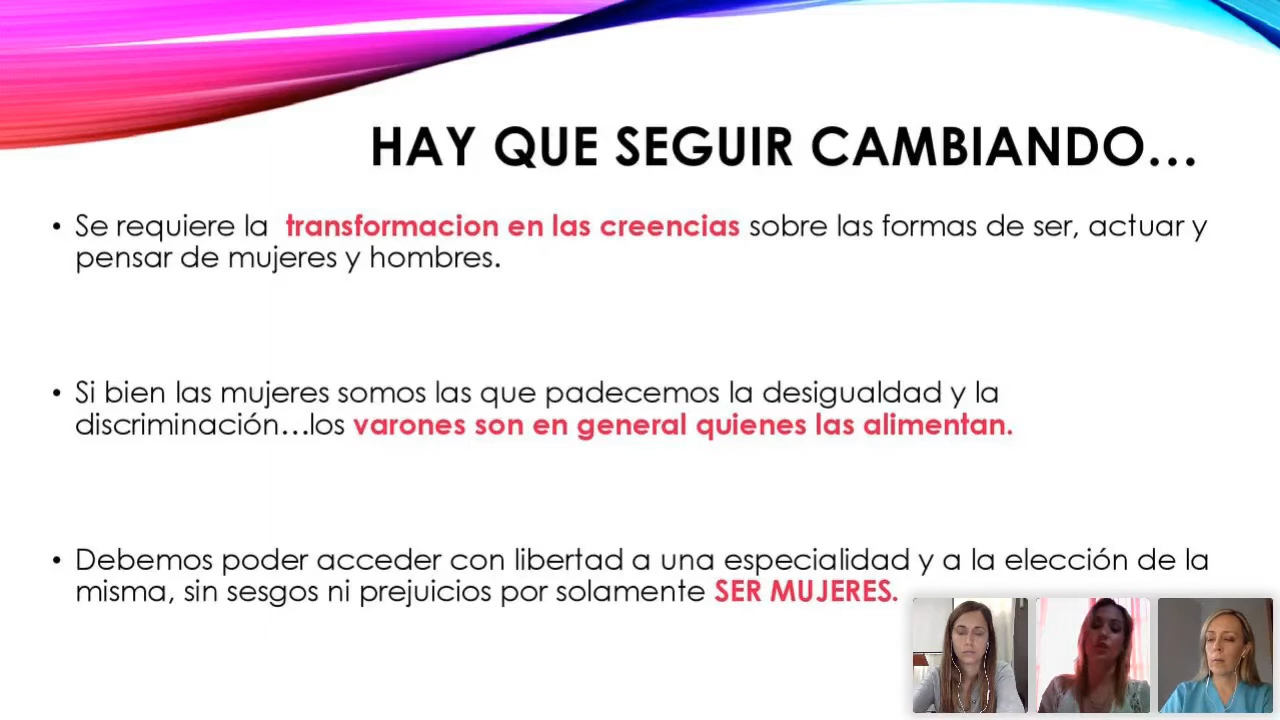 HAY QUE SEGUIR CAMBIANDO…
• Se requiere la transformacion en las creencias sobre las formas de ser, actuar y
pensar de mujeres y hombres.
• Si bien las mujeres somos las que padecemos la desigualdad y la
discriminación…los varones son en general quienes las alimentan.
• Debemos poder acceder con libertad a una especialidad y a la elección de la
misma, sin sesgos ni prejuicios por solamente SER MUJERES.